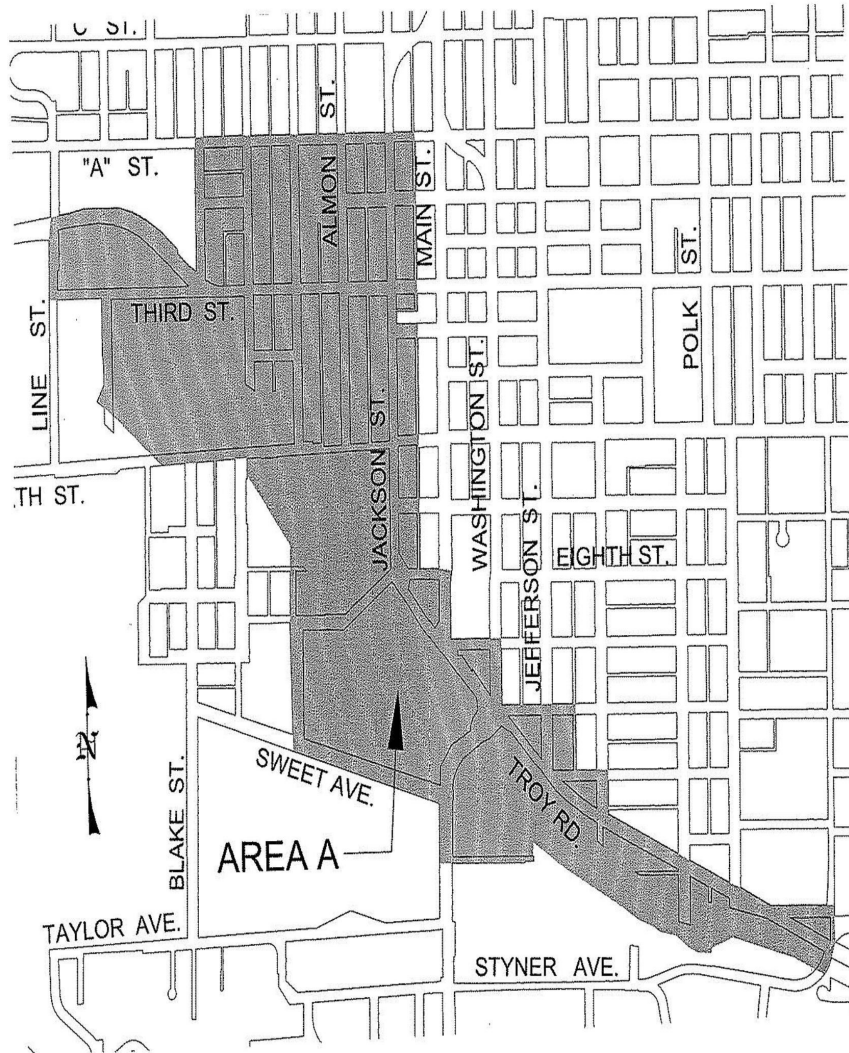 C ST.
"A" ST.
ALMON ST.
MAIN ST.
THIRD ST.
LINE ST.
POLK ST.
WASHINGTON ST.
JACKSON ST.
.TH ST.
JEFFERSON ST.
EIGHTH ST.
N
SWEET AVE.
TROY RD.
BLAKE ST.
AREA A
TAYLOR AVE.
STYNER AVE.